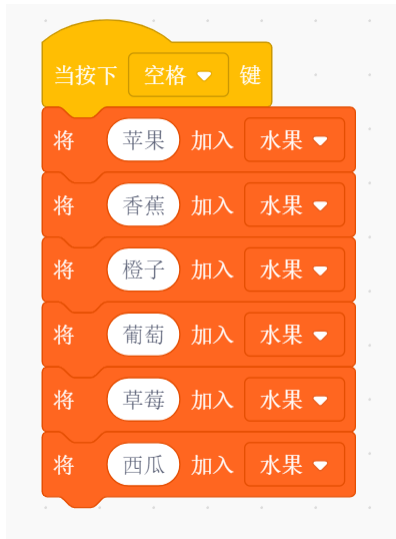 当按下 空格 键
将 苹果 加入 水果
将 香蕉 加入 水果
将 橙子 加入 水果
将 葡萄 加入 水果
将 草莓 加入 水果
将 西瓜 加入 水果